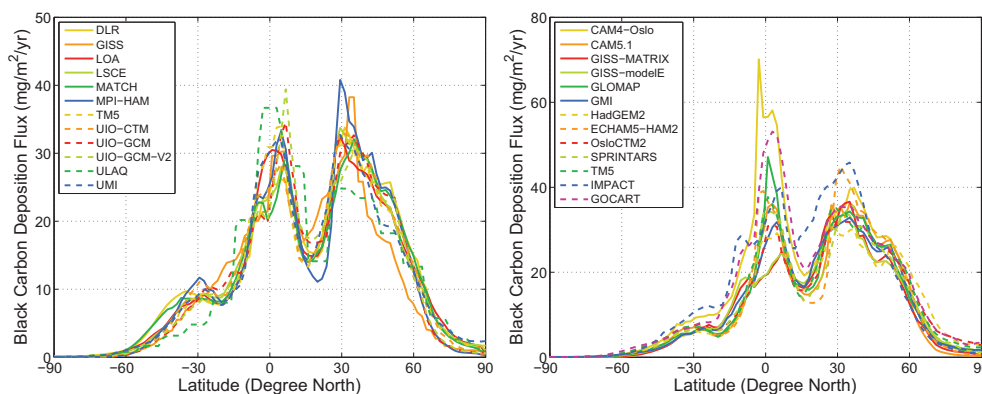 Black Carbon Deposition Flux (mg/m²/yr)
50
40
30
20
10
0
DLR
GISS
LOA
LSCE
MATCH
MPI-HAM
TM5
UIO-CTM
UIO-GCM
UIO-GCM-V2
ULAQ
UMI
−90 −60 −30 0 30 60 90
Latitude (Degree North)
Black Carbon Deposition Flux (mg/m²/yr)
80
60
40
20
0
CAM4-Oslo
CAM5.1
GISS-MATRIX
GISS-modelE
GLOMAP
GMI
HadGEM2
ECHAM5-HAM2
OsloCTM2
SPRINTARS
TM5
IMPACT
GOCART
−90 −60 −30 0 30 60 90
Latitude (Degree North)